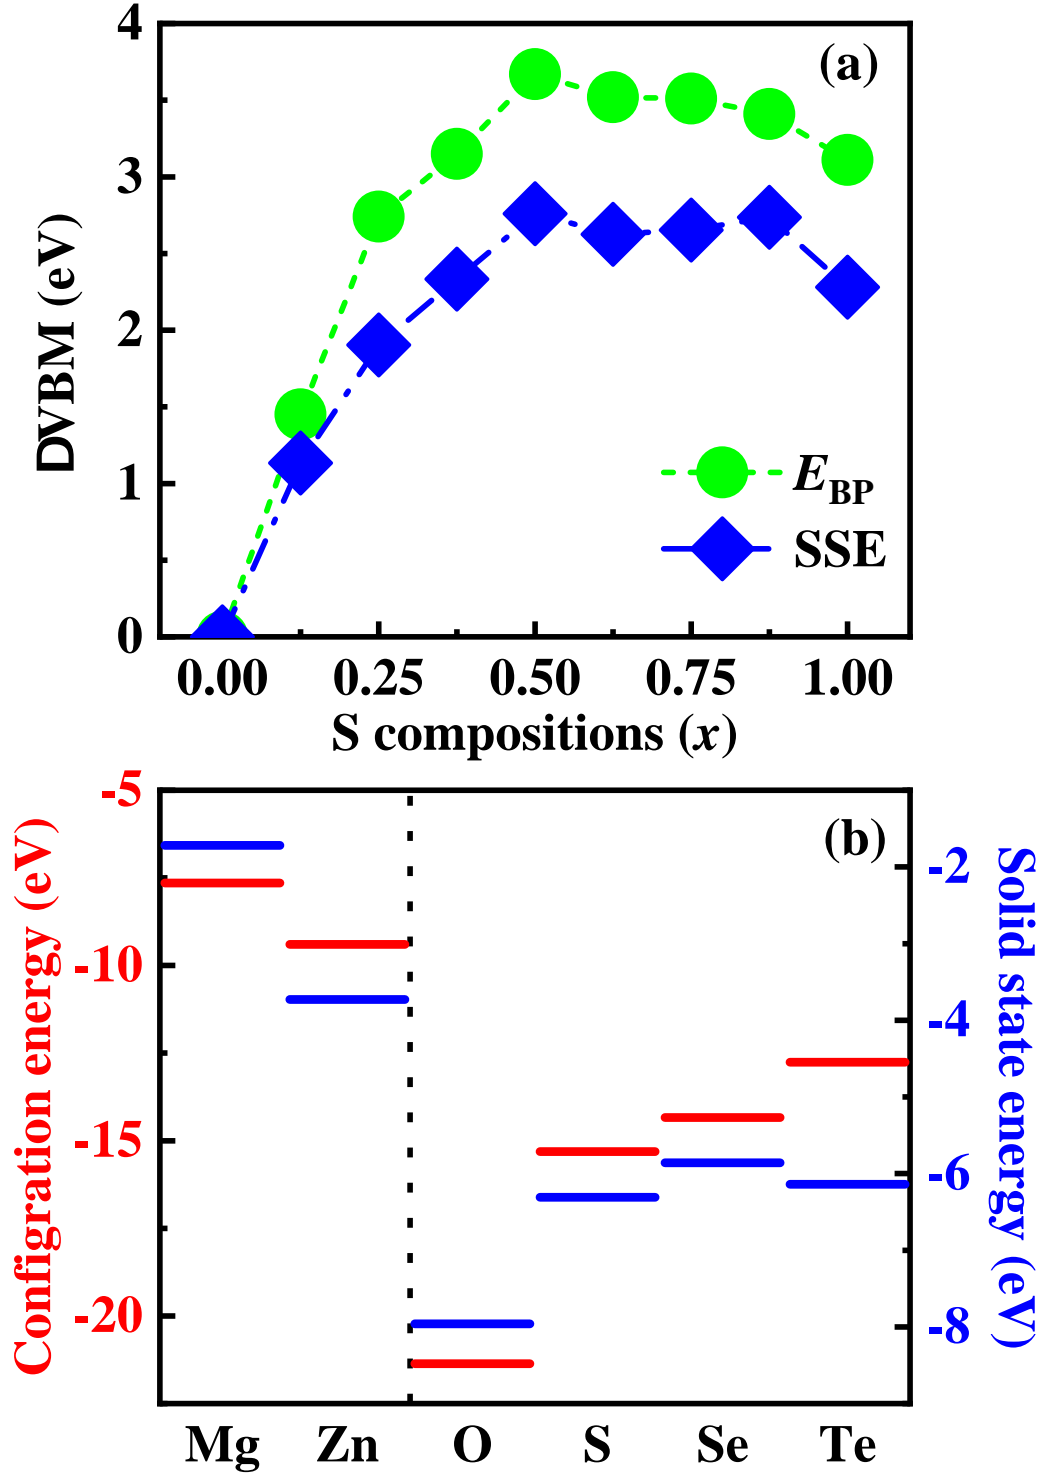 4
(a)
3
2
1
0
DVBM (eV)
E_BP
SSE
0.00 0.25 0.50 0.75 1.00
S compositions (x)
-5
-10
-15
-20
Configration energy (eV)
(b)
-2
-4
-6
-8
Solid state energy (eV)
Mg Zn O S Se Te